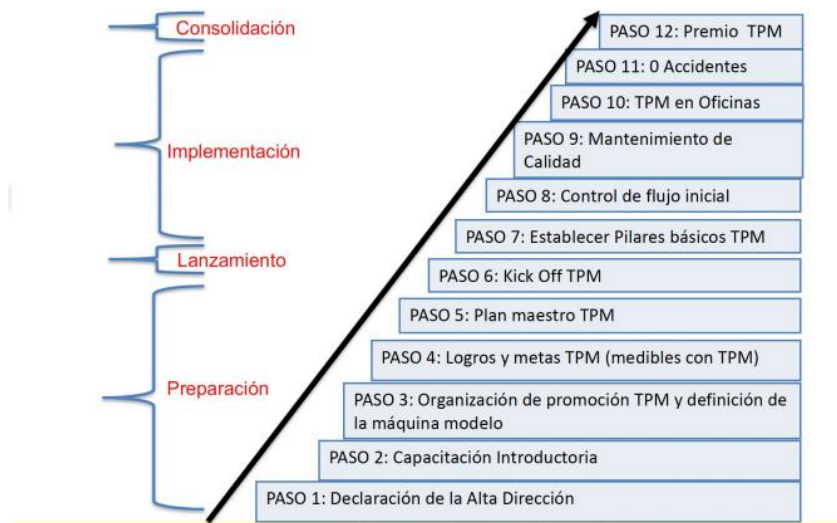 Consolidación
PASO 12: Premio TPM
PASO 11: 0 Accidentes
PASO 10: TPM en Oficinas
Implementación
PASO 9: Mantenimiento de
Calidad
PASO 8: Control de flujo inicial
PASO 7: Establecer Pilares básicos TPM
Lanzamiento
PASO 6: Kick Off TPM
PASO 5: Plan maestro TPM
PASO 4: Logros y metas TPM (medibles con TPM)
Preparación
PASO 3: Organización de promoción TPM y definición de
la máquina modelo
PASO 2: Capacitación Introductoria
PASO 1: Declaración de la Alta Dirección